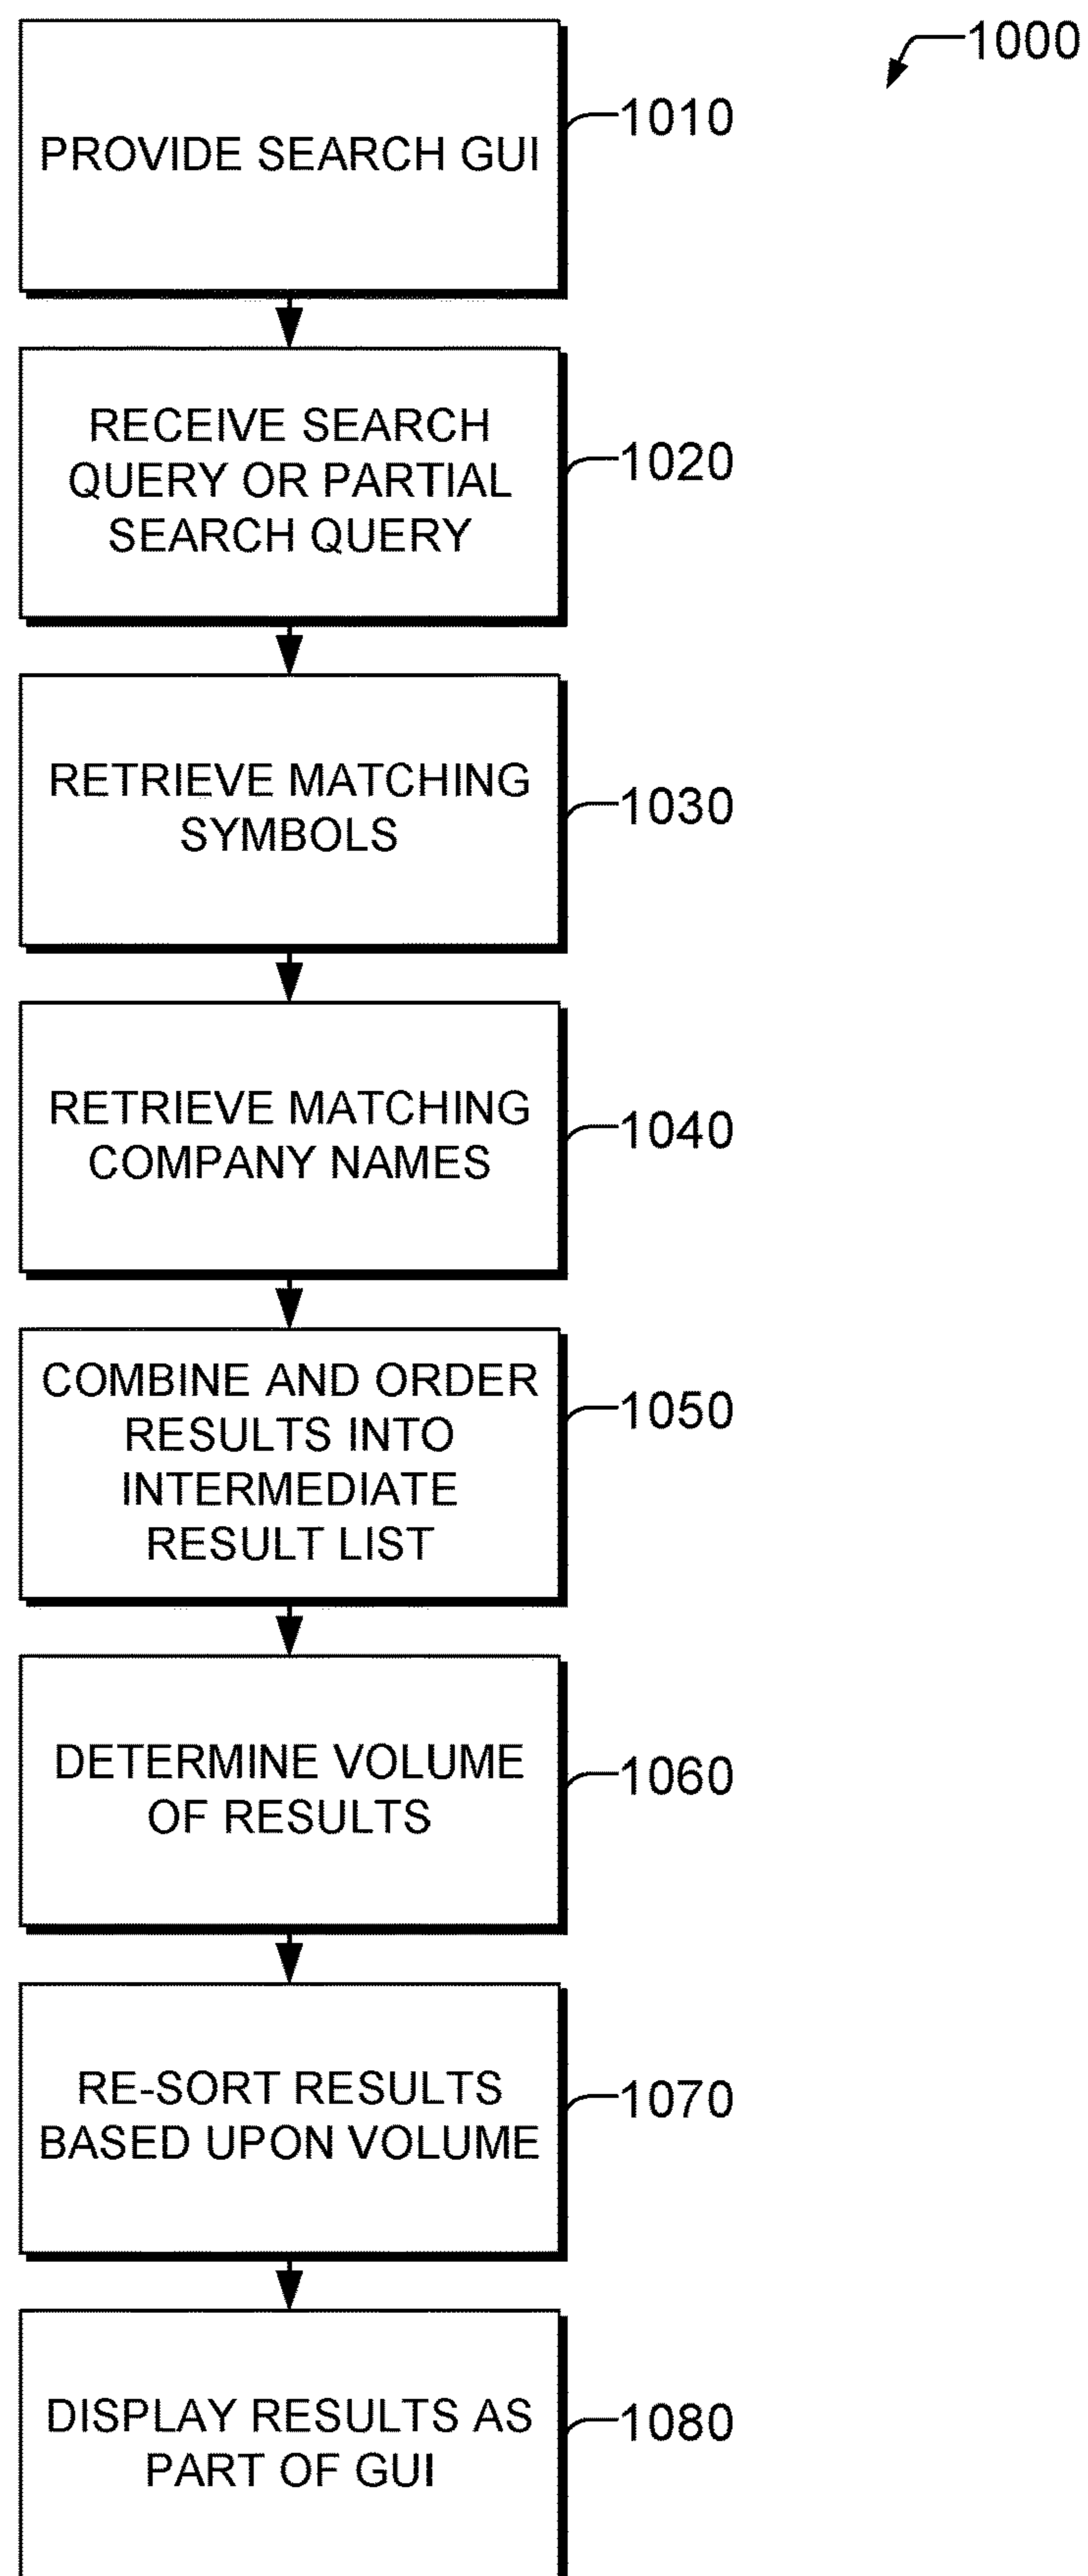 1000
PROVIDE SEARCH GUI
1010
RECEIVE SEARCH
QUERY OR PARTIAL
SEARCH QUERY
1020
RETRIEVE MATCHING
SYMBOLS
1030
RETRIEVE MATCHING
COMPANY NAMES
1040
COMBINE AND ORDER
RESULTS INTO
INTERMEDIATE
RESULT LIST
1050
DETERMINE VOLUME
OF RESULTS
1060
RE-SORT RESULTS
BASED UPON VOLUME
1070
DISPLAY RESULTS AS
PART OF GUI
1080